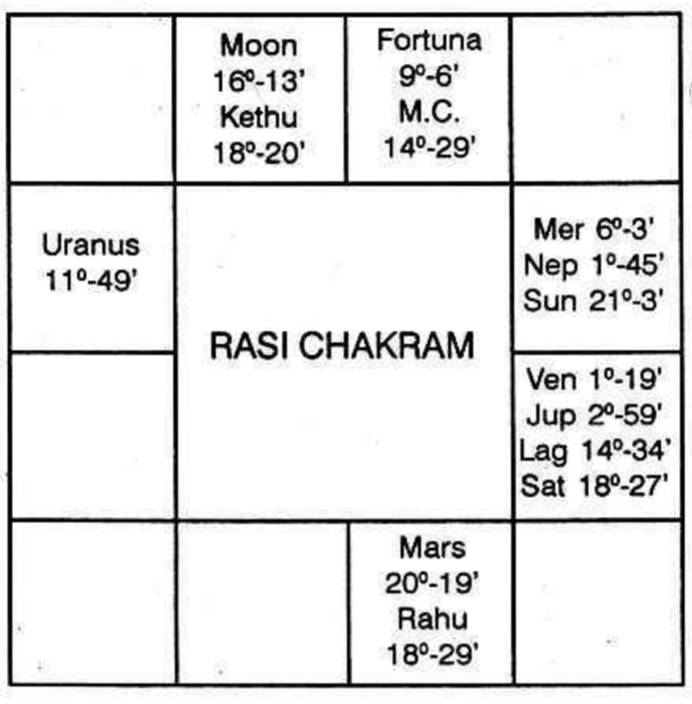 Moon
16º-13'
Kethu
18º-20'
Fortuna
9º-6'
M.C.
14º-29'
Uranus
11º-49'
Mer 6º-3'
Nep 1º-45'
Sun 21º-3'
RASI CHAKRAM
Ven 1º-19'
Jup 2º-59'
Lag 14º-34'
Sat 18º-27'
Mars
20º-19'
Rahu
18º-29'